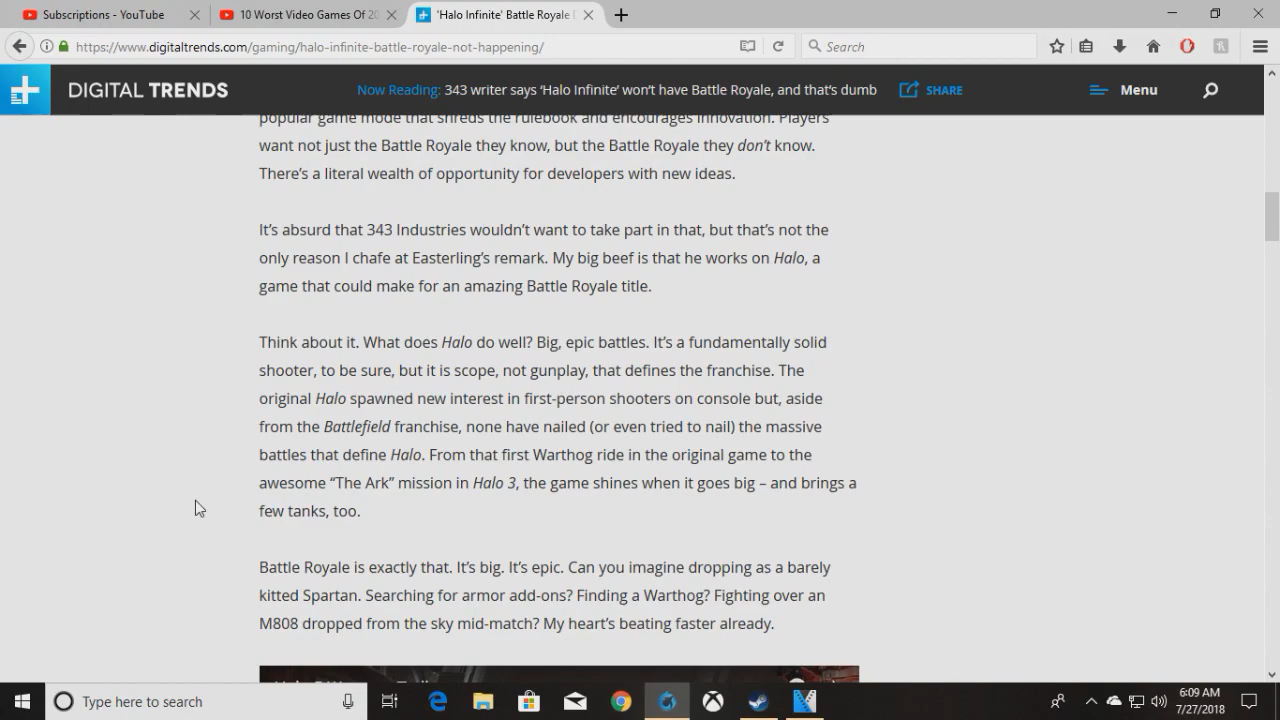 Subscriptions - YouTube
10 Worst Video Games Of 20
'Halo Infinite' Battle Royale
https://www.digitaltrends.com/gaming/halo-infinite-battle-royale-not-happening/
Search
DIGITAL TRENDS
Now Reading: 343 writer says 'Halo Infinite' won't have Battle Royale, and that's dumb
SHARE
Menu
popular game mode that shreds the rulebook and encourages innovation. Players
want not just the Battle Royale they know, but the Battle Royale they don't know.
There's a literal wealth of opportunity for developers with new ideas.
It's absurd that 343 Industries wouldn't want to take part in that, but that's not the
only reason I chafe at Easterling's remark. My big beef is that he works on Halo, a
game that could make for an amazing Battle Royale title.
Think about it. What does Halo do well? Big, epic battles. It's a fundamentally solid
shooter, to be sure, but it is scope, not gunplay, that defines the franchise. The
original Halo spawned new interest in first-person shooters on console but, aside
from the Battlefield franchise, none have nailed (or even tried to nail) the massive
battles that define Halo. From that first Warthog ride in the original game to the
awesome “The Ark” mission in Halo 3, the game shines when it goes big – and brings a
few tanks, too.
Battle Royale is exactly that. It's big. It's epic. Can you imagine dropping as a barely
kitted Spartan. Searching for armor add-ons? Finding a Warthog? Fighting over an
M808 dropped from the sky mid-match? My heart's beating faster already.
Type here to search
6:09 AM
7/27/2018